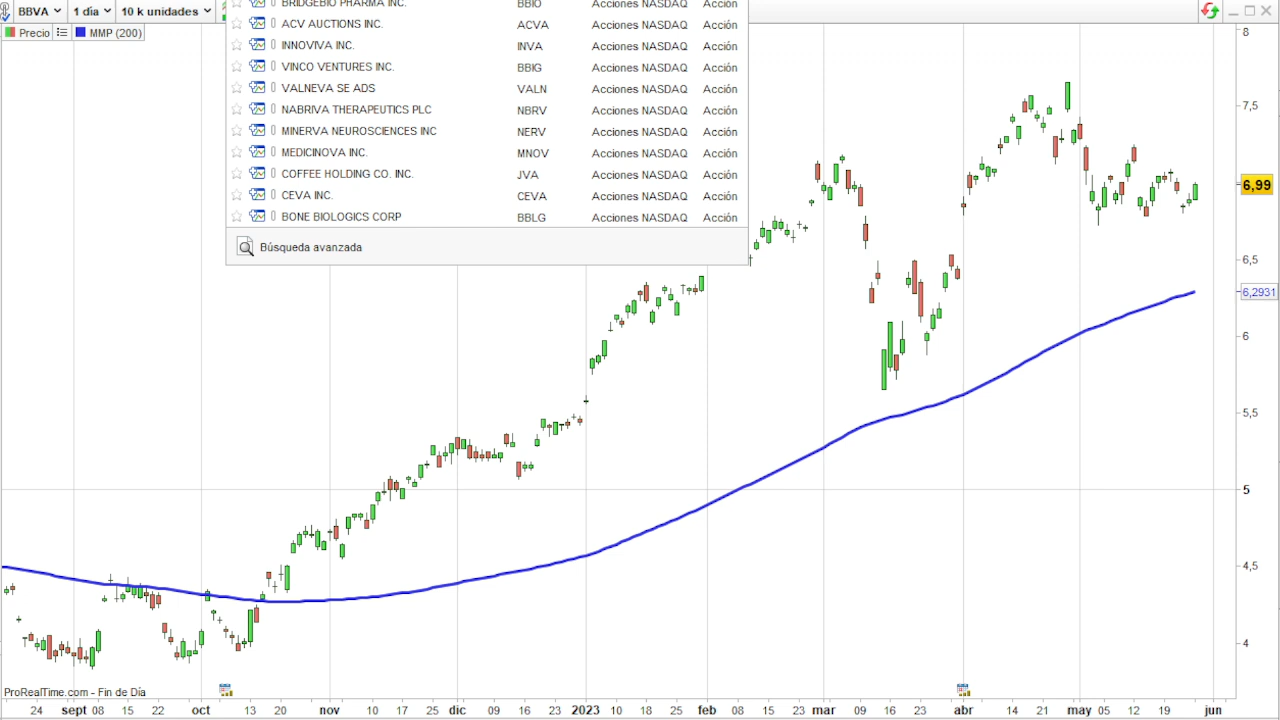 BBVA 1 día 10 k unidades
Precio MMP (200)
BRIDGEBIO PHARMA INC. BBIO Acciones NASDAQ Acción
ACV AUCTIONS INC. ACVA Acciones NASDAQ Acción
INNOVIVA INC. INVA Acciones NASDAQ Acción
VINCO VENTURES INC. BBIG Acciones NASDAQ Acción
VALNEVA SE ADS VALN Acciones NASDAQ Acción
NABRIVA THERAPEUTICS PLC NBRV Acciones NASDAQ Acción
MINERVA NEUROSCIENCES INC NERV Acciones NASDAQ Acción
MEDICINOVA INC. MNOV Acciones NASDAQ Acción
COFFEE HOLDING CO. INC. JVA Acciones NASDAQ Acción
CEVA INC. CEVA Acciones NASDAQ Acción
BONE BIOLOGICS CORP BBLG Acciones NASDAQ Acción
Búsqueda avanzada
8
7,5
6,99
6,5
6,2931
6
5,5
5
4,5
4
ProRealTime.com - Fin de Día
24 sept 08 15 22 oct 13 20 nov 10 17 25 dic 09 16 23 2023 10 18 25 feb 08 15 23 mar 09 16 23 abr 14 21 may 05 12 19 jun